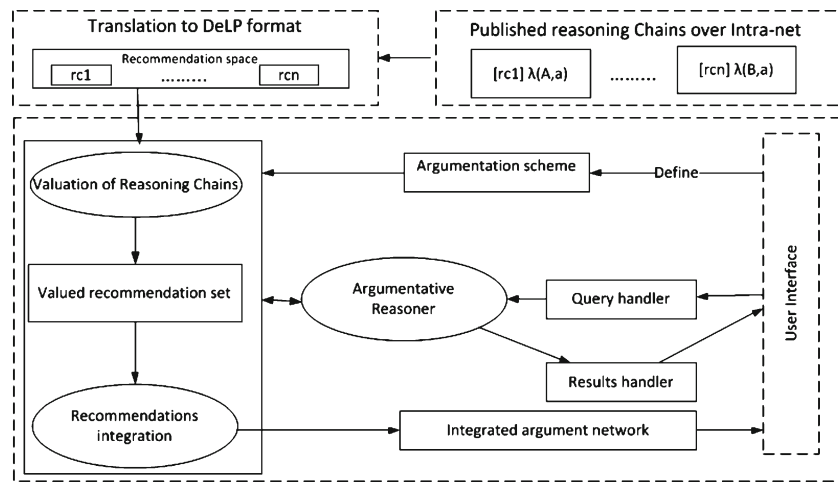 Translation to DeLP format
Recommendation space
rc1
.........
rcn
Published reasoning Chains over Intra-net
[rc1] λ(A,a)
.........
[rcn] λ(B,a)
Valuation of Reasoning Chains
Argumentation scheme
Define
Valued recommendation set
Argumentative
Reasoner
Query handler
Results handler
User Interface
Recommendations
integration
Integrated argument network